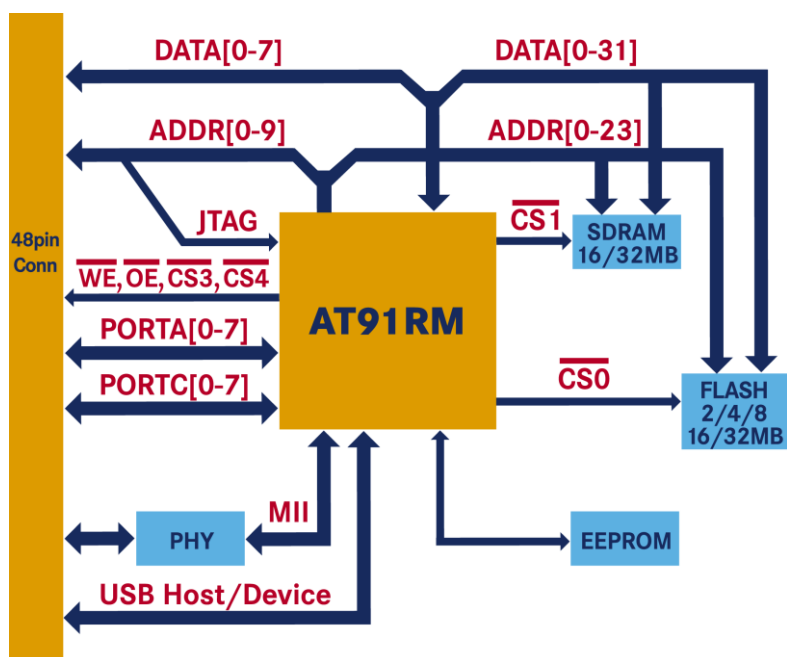 DATA[0-7]
DATA[0-31]
ADDR[0-9]
ADDR[0-23]
JTAG
CS1
SDRAM
16/32MB
48pin
Conn
WE, OE, CS3, CS4
AT91RM
PORTA[0-7]
PORTC[0-7]
CS0
FLASH
2/4/8
16/32MB
MII
PHY
EEPROM
USB Host/Device